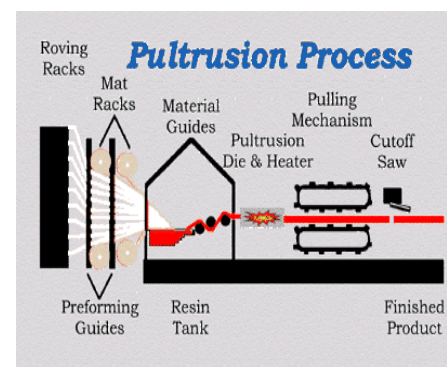 Pultrusion Process
Roving
Racks
Mat
Racks
Material
Guides
Pultrusion
Die & Heater
Pulling
Mechanism
Cutoff
Saw
Preforming
Guides
Resin
Tank
Finished
Product